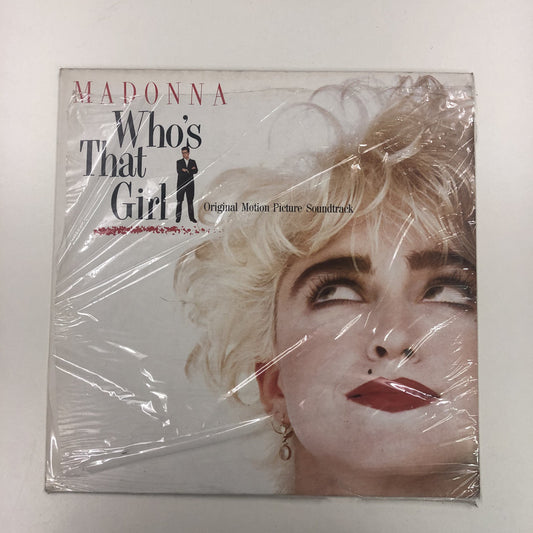 MADONNA
Who's
That
Girl
Original Motion Picture Soundtrack